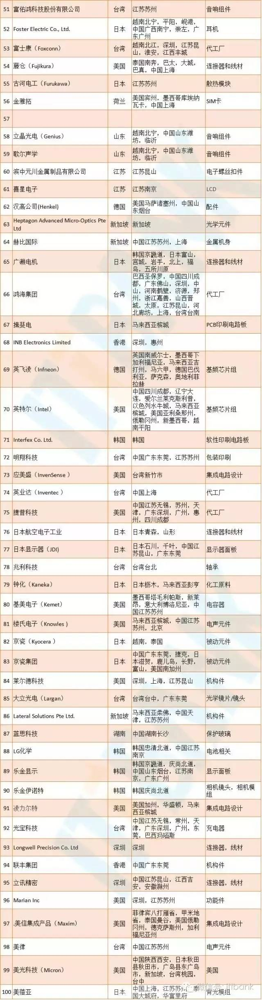 51 富佑鸿科技股份有限公司 台湾 江苏苏州 音响组件
52 Foster Electric Co., Ltd. 日本 越南北宁，平阳，岘港，
中国广西南宁，崇左，广
东广州 耳机
53 富士康（Foxconn） 台湾 越南北江，深圳，江苏昆
山，淮安，江西丰城 代工厂
54 藤仓（Fujikura） 美国 泰国南奔，巴太，大城，
巴真，中国上海 连接器和线材
55 古河电工（Furukawa） 日本 江苏苏州 散热模块
56 金雅拓 荷兰 美国宾州，墨西哥库埃纳
瓦卡，中国上海 SIM卡
57
58 立晶光电（Genius） 山东 越南北宁，中国山东潍
坊，临沂 音响组件
59 歌尔声学 山东 越南北宁，中国山东潍
坊，临沂 音响组件
60 滨中元川金属制品有限公司 江苏 江苏昆山 电子螺丝扣件
61 喜星电子 江苏 江苏南京 LCD
62 汉高公司(Henkel) 德国 美国马萨诸塞州，中国山
东烟台 配件
63 Heptagon Advanced Micro-Optics Pte
Ltd 新加坡 新加坡 光学元件
64 赫比国际 新加坡 中国江苏苏州，上海 金属机身
65 广濑电机 日本 韩国京畿道，日本富山，
宫城，岩手，北上，福
岛，五所川原 连接器和线材
66 鸿海集团 台湾 巴西圣保罗，中国四川成
都，广东佛山，深圳，中
山，河南鹤壁，济源，郑
州，浙江嘉善，山西晋
城，太原，江苏昆山，河
北廊坊，上海，台湾台南 代工厂
67 揖斐电 日本 马来西亚槟城 PCB印刷电路板
68 INB Electronics Limited 香港 深圳，惠州
69 英飞凌（Infneon） 德国 英国南威尔士，墨西哥下
加利福尼亚，马来西亚吉
打州，马六甲，德国巴伐
利亚，萨克森，奥地利菲
拉赫 基频芯片组
70 英特尔（Intel） 美国 中国四川成都，辽宁大
连，爱尔兰莱克斯利普，
以色列水牛城，马来西亚
槟城，美国亚利桑那州，
俄勒冈州，新墨西哥，越
南平阳 基频芯片组
71 Interfex Co. Ltd. 韩国 韩国 软性印刷电路板
72 明翔科技 台湾 中国广东东莞，江苏苏州 包装印刷
73 应美盛（InvenSense ） 美国 台湾新竹市 集成电路设计
74 英业达（Inventec ） 台湾 中国上海 代工厂
75 捷普科技 美国 中国江苏无锡，苏州，天
津，广东深圳，广州，惠
州，四川成都 代工厂
76 日本航空电子工业 日本 日本青森，山形 连接器和线材
77 日本显示器（JDI) 日本 日本石川，千叶，中国江
苏昆山，广东东莞 显示器面板
78 兆利科技 台湾 台湾台北 轴承
79 钟化（Kaneka） 日本 日本枥木，马来西亚彭亨 化工原料
80 基美电子（Kemet） 美国 墨西哥塔毛利帕斯，新莱
昂，意大利博洛尼亚，中
国江苏苏州 电容器
81 楼氏电子（Knowles ) 美国 马来西亚槟城，中国江苏
苏州，北京 电声元件
82 京瓷（Kyocera ） 日本 越南，泰国 被动元件
83 京瓷集团 日本 中国广东东莞，捷克，日
本滋贺，鹿儿岛，长野，
富山，美国南加州 被动元件
84 莱尔德科技 美国 深圳，上海，江苏昆山 机构件
85 大立光电（Largan） 台湾 台湾台中，广东东莞 光学镜片/镜头
86 Lateral Solutions Pte Ltd. 新加坡 马来西亚柔佛，中国天
津，江苏苏州 机构件
87 蓝思科技 湖南 中国湖南长沙 保护玻璃
88 LG化学 韩国 韩国忠清北道，中国江苏
南京 电池相关
89 乐金显示 韩国 韩国京畿道，庆尚北道，
中国山东烟台，江苏南
京，广东广州 显示面板
90 乐金伊诺特 韩国 韩国庆尚北道 相机镜头，相机模
组
91 凌力尔特 美国 美国加州，华盛顿，马来
西亚槟城 集成电路设计
92 光宝科技 台湾 中国江苏无锡，常州，天
津，广东深圳，广州，东
莞，巴西玛瑙斯 充电器
93 Longwell Precision Co. Ltd 深圳 深圳 连接器，线材
94 联丰集团 香港 中国广东东莞 机构件
95 立讯精密 深圳 中国江苏昆山，江西吉
安，安徽滁州 连接器，线材
96 Marian Inc 美国 深圳，江苏苏州 功能件
97 .美信集成产品（Maxim） 美国 菲律宾八打雁省，甲米地
省，泰国曼谷，美国俄勒
冈州，德克萨斯州，加利
福尼亚州 集成电路设计
98 美律 台湾 中国江苏苏州 电声元件
99 美光科技（Micron） 美国 中国陕西西安，日本秋田
县秋田市，广岛县东广岛
市，新加坡，台湾桃园，
台中 美国
100 美蓓亚 日本 中国上海，江苏苏州，泰
国大城府，华富里府 背光模组
微信号: iftbank